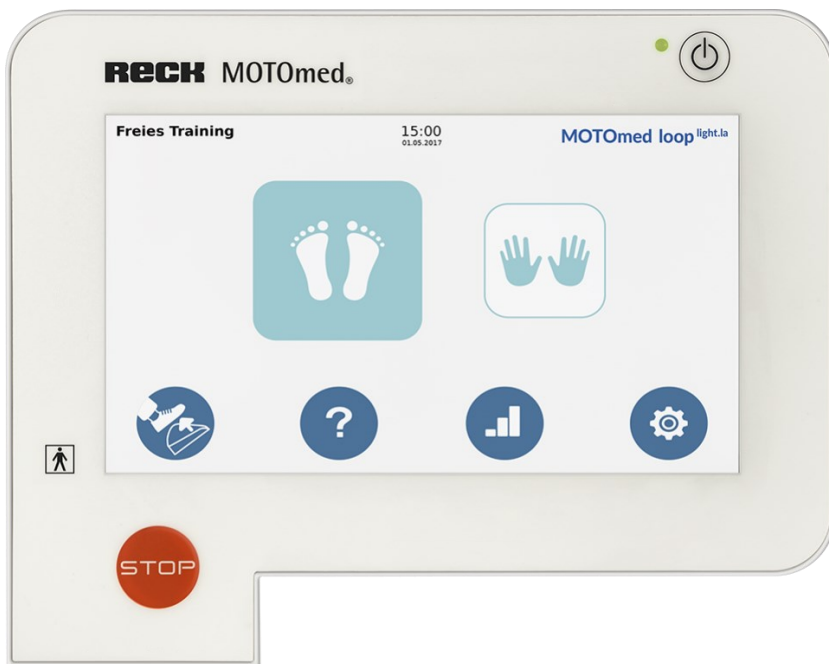 RECK MOTOmed®
Freies Training
15:00
01.05.2017
MOTOmed loop light.la
?
STOP